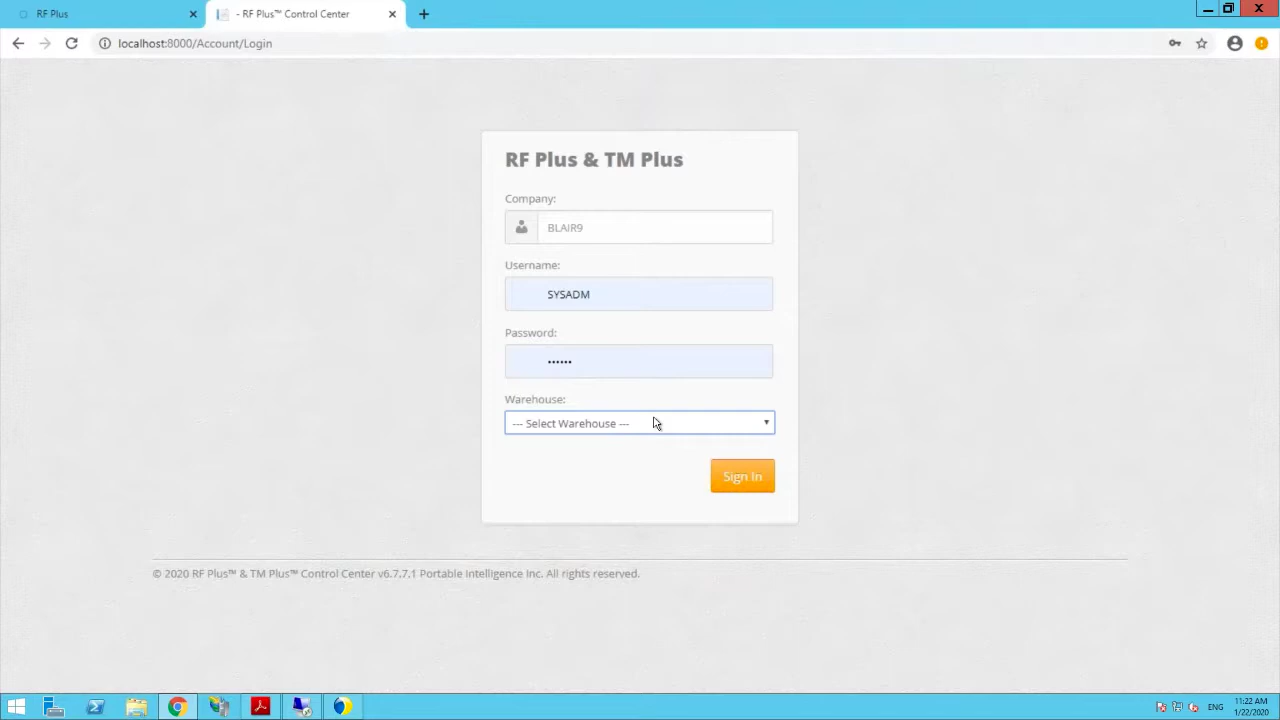 RF Plus
- RF Plus™ Control Center
localhost:8000/Account/Login
RF Plus & TM Plus
Company:
BLAIR9
Username:
SYSADM
Password:
••••••
Warehouse:
--- Select Warehouse ---
Sign In
© 2020 RF Plus™ & TM Plus™ Control Center v6.7.7.1 Portable Intelligence Inc. All rights reserved.
ENG
11:22 AM
1/22/2020